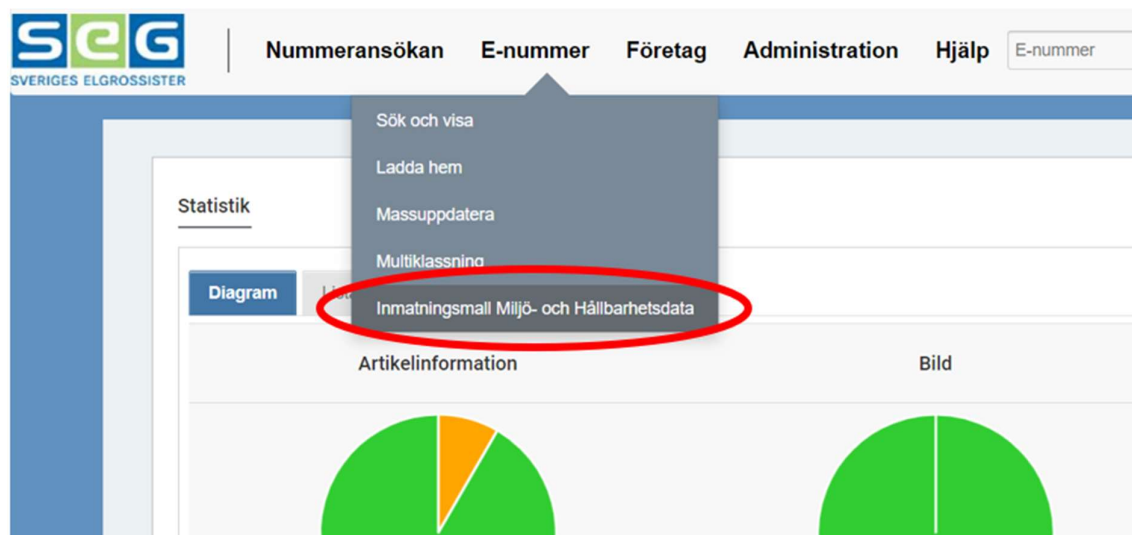 SeG
SVERIGES ELGROSSISTER
Nummeransökan E-nummer Företag Administration Hjälp E-nummer
Sök och visa
Ladda hem
Massuppdatera
Multiklassning
Inmatningsmall Miljö- och Hållbarhetsdata
Statistik
Diagram
Artikelinformation Bild